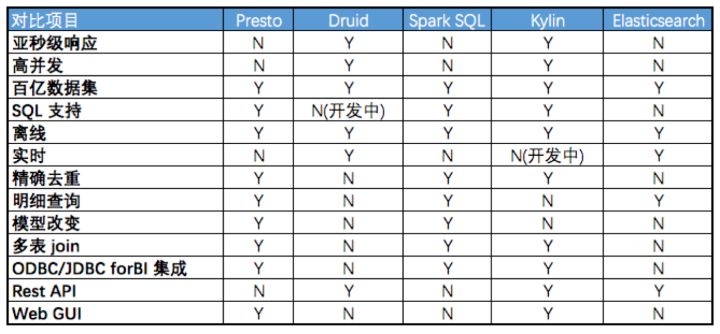 对比项目 Presto Druid Spark SQL Kylin Elasticsearch
亚秒级响应 N Y N Y N
高并发 N Y N Y N
百亿数据集 Y Y Y Y Y
SQL 支持 Y N(开发中) Y Y N
离线 Y Y Y Y Y
实时 N Y N N(开发中) Y
精确去重 Y N Y Y N
明细查询 Y N Y N Y
模型改变 Y N Y N N
多表 join Y N Y Y N
ODBC/JDBC forBI 集成 Y N Y Y N
Rest API N Y N Y Y
Web GUI Y N N Y N